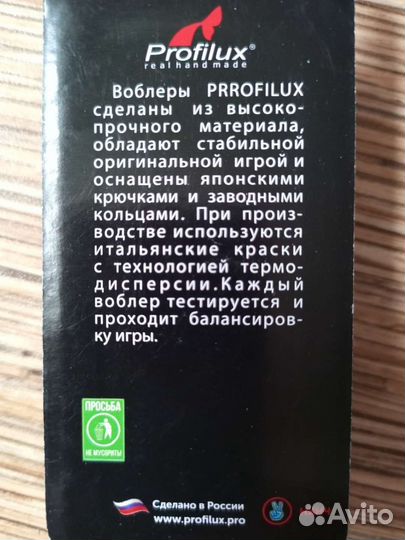 Profilux®
real hand made
Воблеры PRROFILUX
сделаны из высоко-
прочного материала,
обладают стабильной
оригинальной игрой и
оснащены японскими
крючками и заводными
кольцами. При произ-
водстве используются
итальянские краски
с технологией термо-
дисперсии.Каждый
воблер тестируется и
проходит балансиров-
ку игры.
ПРОСЬБА
НЕ МУСОРИТЬ!
Сделано в России
www.profilux.pro
Avito